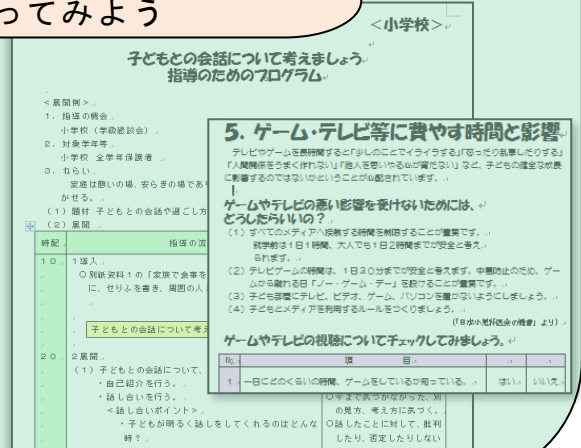 ってみよう
<小学校>
子どもとの会話について考えましょう
指導のためのプログラム
<展開例>
1．指導の機会
小学校（学級懇談会）
2．対象学年等
小学校 全学年保護者
3．ねらい
家庭は憩いの場、安らぎの場であり
かせる。
（1）題材 子どもとの会話や過ごし方
（2）展開
時配
指導の流
10
1導入
○別紙資料1の「家族で食事を
に、せりふを書き、周囲の人
子どもとの会話について考え
20
2展開
（1）子どもとの会話について、
・自己紹介を行う。
・話し合いを行う。
<話し合いポイント>
・子どもが明るく話しをしてくれるのはどんな
時？
○今まで気づかなかった、別
の見方、考え方に気づく。
○話したことに対して、批判
したり、否定したりしない
5．ゲーム・テレビ等に費やす時間と影響
テレビやゲームを長時間すると「少しのことでイライラする」「怒ったり乱暴したりする」
「人間関係をうまく作れない」「他人を思いやる心が育たない」など、子どもの健全な成長
に影響するのではないかということが心配されています。
ゲームやテレビの悪い影響を受けないためには、
どうしたらいいの？
（1）すべてのメディアへ接触する時間を制限することが重要です。
就学前は1日1時間、大人でも1日2時間までが安全と考え
られます。
（2）テレビゲームの時間は、1日30分までが安全と考えます。中毒防止のため、ゲー
ムから離れる日「ノー・ゲーム・デー」を設けることが重要です。
（3）子ども部屋にテレビ、ビデオ、ゲーム、パソコンを置かないようにしましょう。
（4）子どもとメディアを利用するルールをつくりましょう。
（「日本小児科医会の提言」より）
ゲームやテレビの視聴についてチェックしてみましょう。
No.
項 目
1
一日にどのくらいの時間、ゲームをしているか知っている。
はい
いいえ